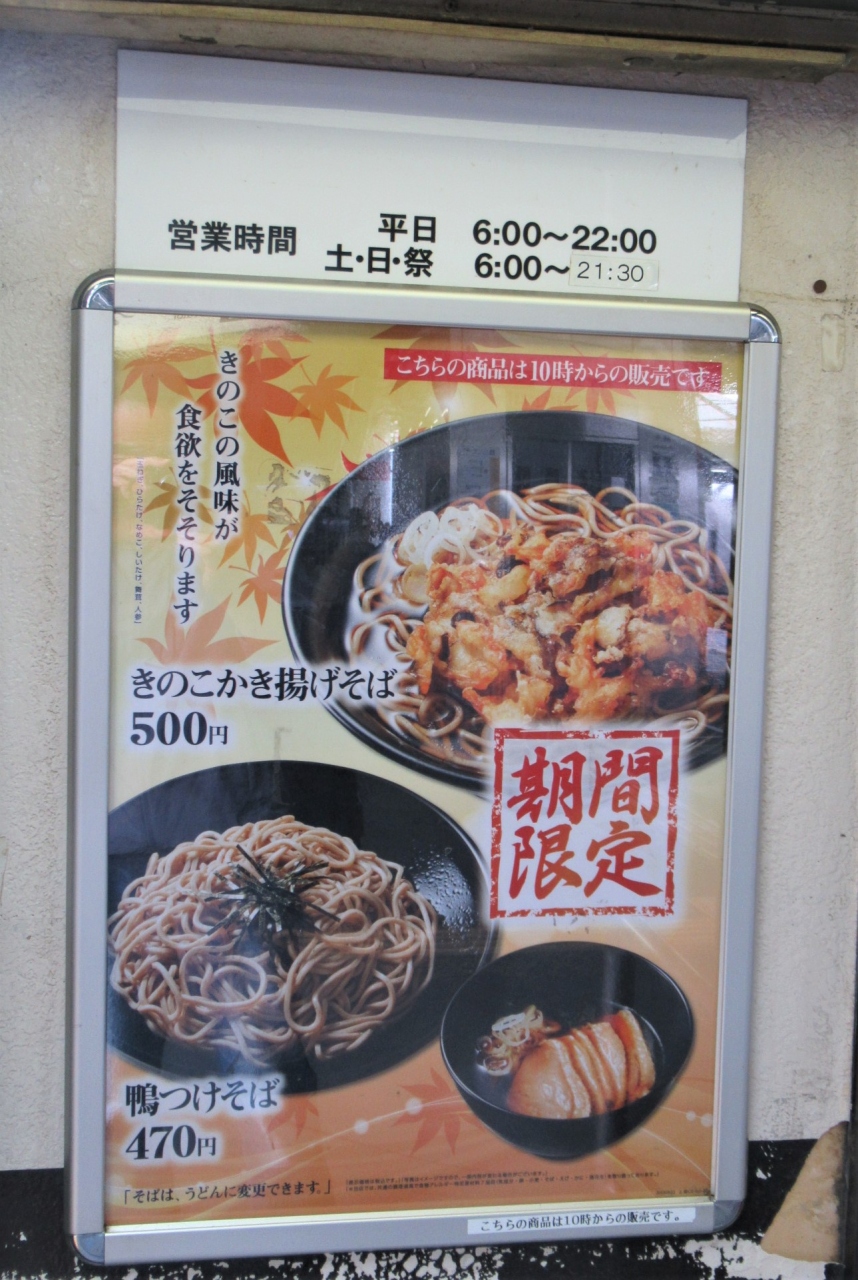 営業時間
平日 6:00～22:00
土・日・祭 6:00～21:30
こちらの商品は10時からの販売です。
きのこの風味が
食欲をそそります
きのこかき揚げそば
500円
期間
限定
鴨つけそば
470円
「そばは、うどんに変更できます。」
こちらの商品は10時からの販売です。